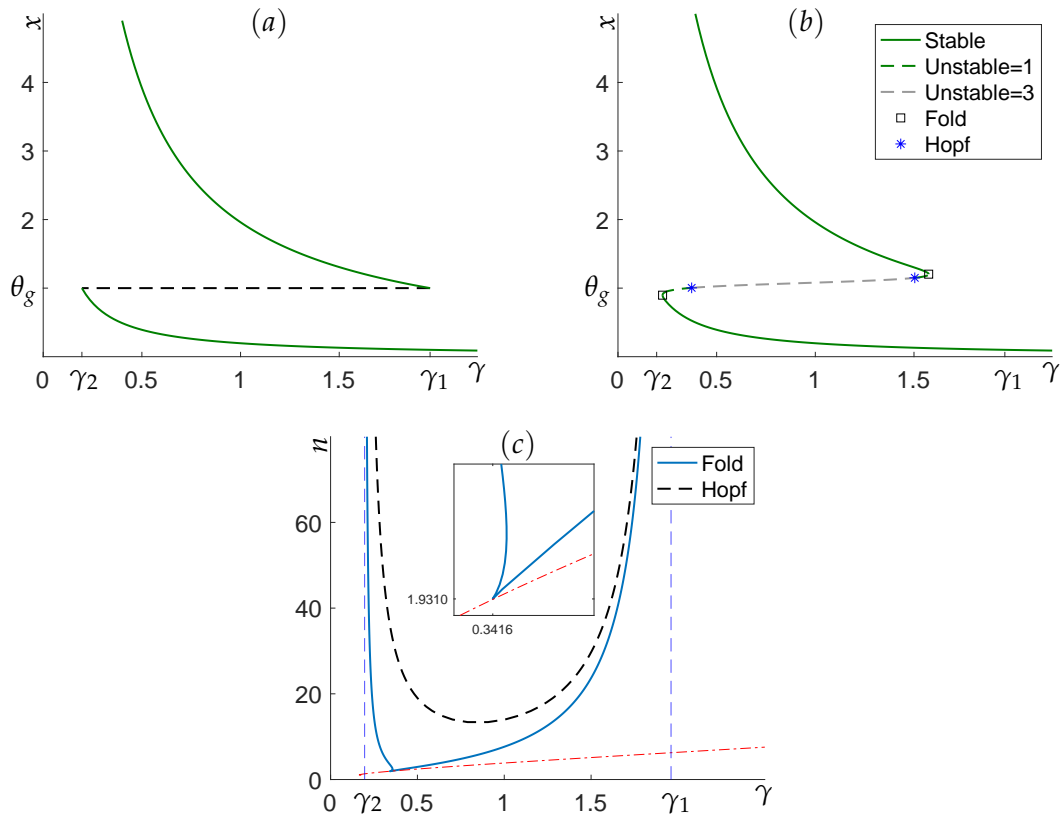 (a)
x
4
3
2
θg
0 γ2 0.5 1 1.5 γ1 γ
(b)
x
4
3
2
θg
0 γ2 0.5 1 1.5 γ1 γ
Stable
Unstable=1
Unstable=3
Fold
Hopf
(c)
n
60
40
20
0
0 γ2 0.5 1 1.5 γ1 γ
1.9310
0.3416
Fold
Hopf